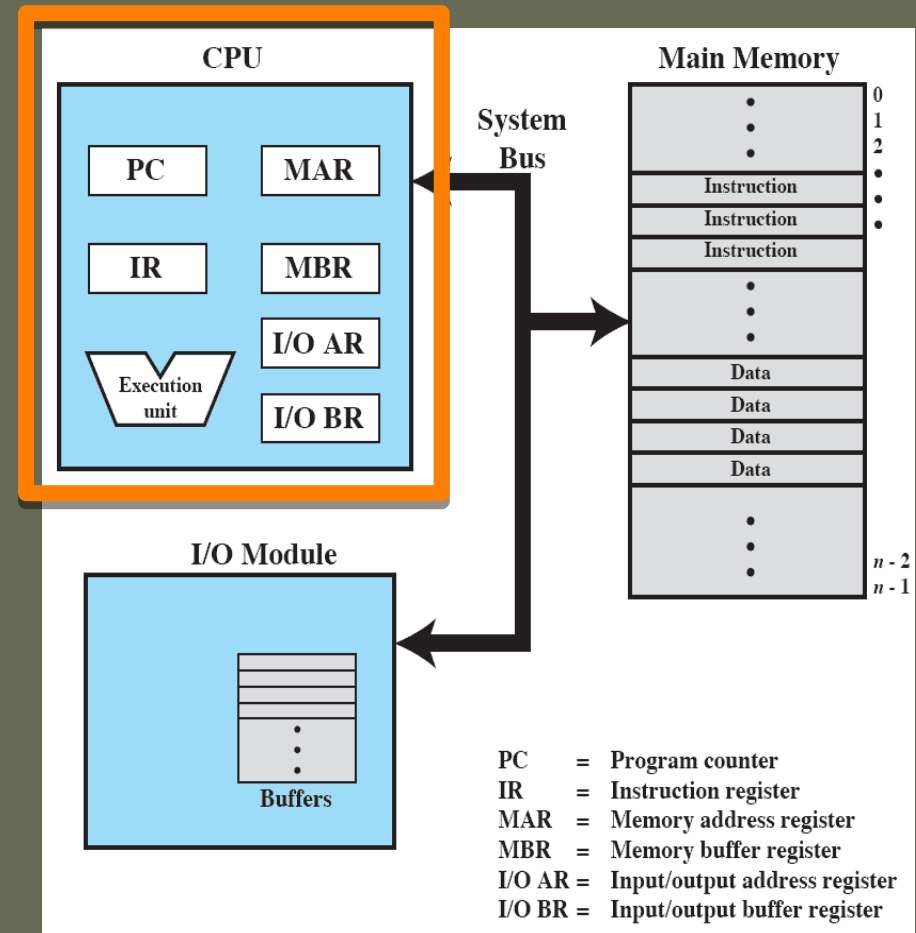 CPU
PC
MAR
IR
MBR
I/O AR
Execution
unit
I/O BR
System
Bus
Main Memory
0
1
2
Instruction
Instruction
Instruction
Data
Data
Data
Data
n - 2
n - 1
I/O Module
Buffers
PC = Program counter
IR = Instruction register
MAR = Memory address register
MBR = Memory buffer register
I/O AR = Input/output address register
I/O BR = Input/output buffer register